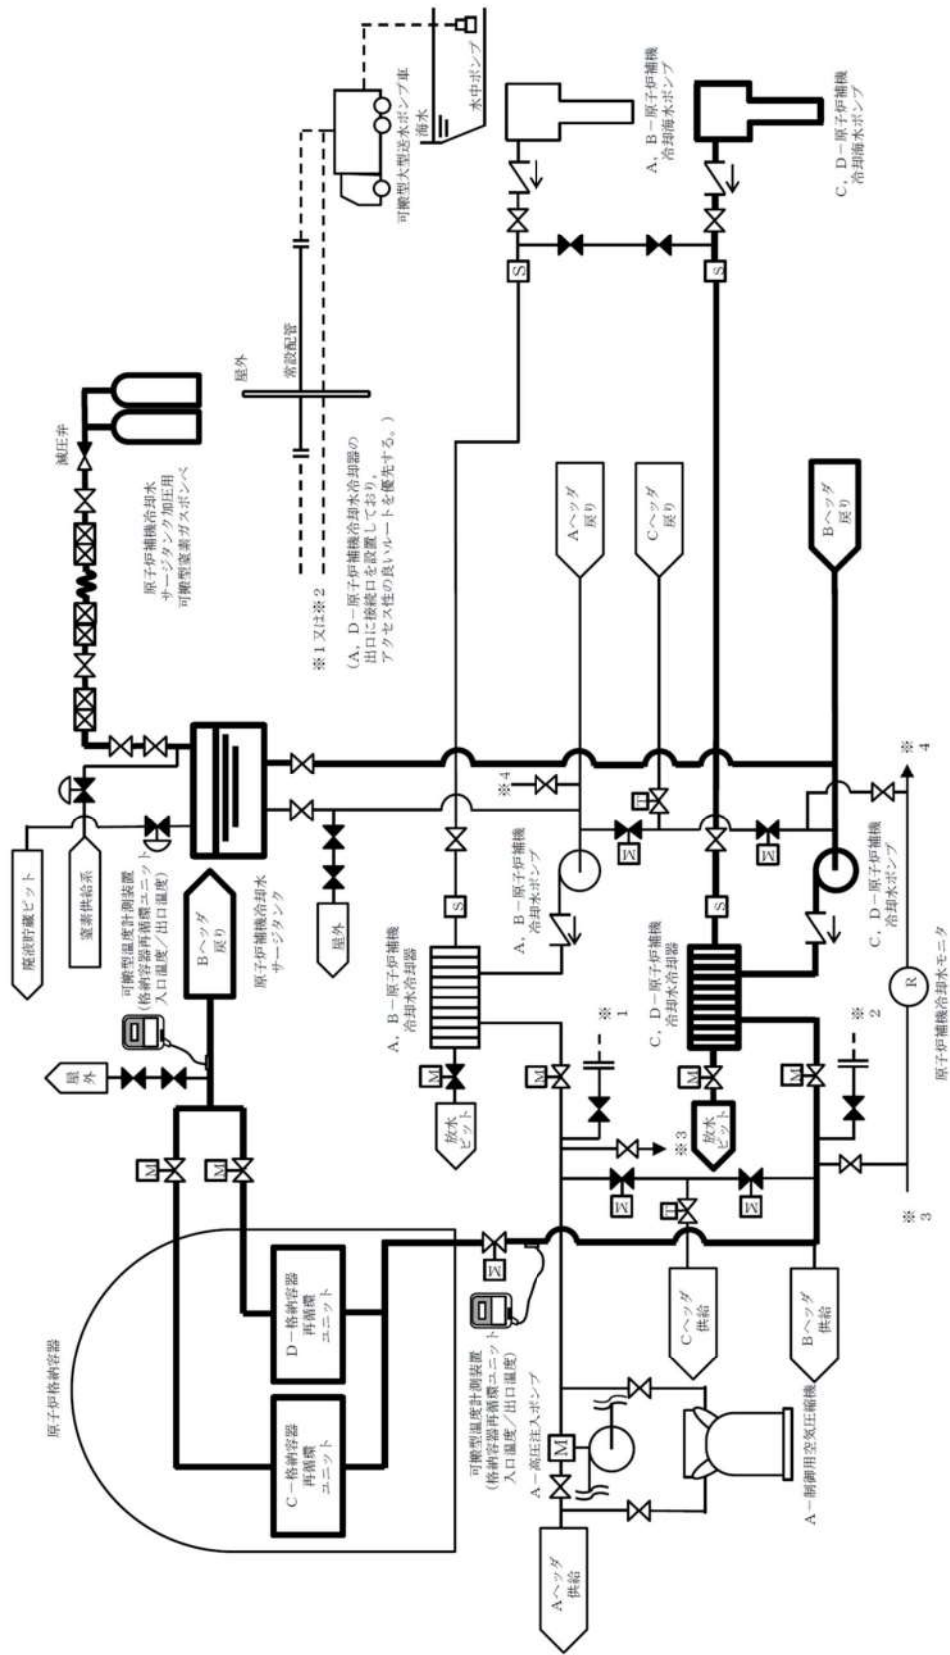 原子炉格納容器
C－格納容器
再循環
ユニット
D－格納容器
再循環
ユニット
M
M
M
屋外
可搬型温度計測装置
(格納容器再循環ユニット
入口温度／出口温度)
Bヘッダ
戻り
廃液貯蔵ピット
窒素供給系
原子炉補機冷却水
サージタンク
屋外
減圧弁
原子炉補機冷却水
サージタンク加圧用
可搬型窒素ガスボンベ
屋外
常設配管
※1又は※2
(A，D－原子炉補機冷却水冷却器の
出口に接続口を設置しており，
アクセス性の良いルートを優先する。)
可搬型大型送水ポンプ車
海水
水中ポンプ
可搬型温度計測装置
(格納容器再循環ユニット
入口温度／出口温度)
A－高圧注入ポンプ
M
Aヘッダ
供給
A－制御用空気圧縮機
Cヘッダ
供給
Bヘッダ
供給
T
M
M
※3
放水
ピット
M
A，B－原子炉補機
冷却水冷却器
S
M
※1
放水
ピット
M
C，D－原子炉補機
冷却水冷却器
S
M
※2
※3
R
原子炉補機冷却水モニタ
※4
A，B－原子炉補機
冷却水ポンプ
C，D－原子炉補機
冷却水ポンプ
※4
M
T
M
Aヘッダ
戻り
Cヘッダ
戻り
Bヘッダ
戻り
S
S
A，B－原子炉補機
冷却海水ポンプ
C，D－原子炉補機
冷却海水ポンプ